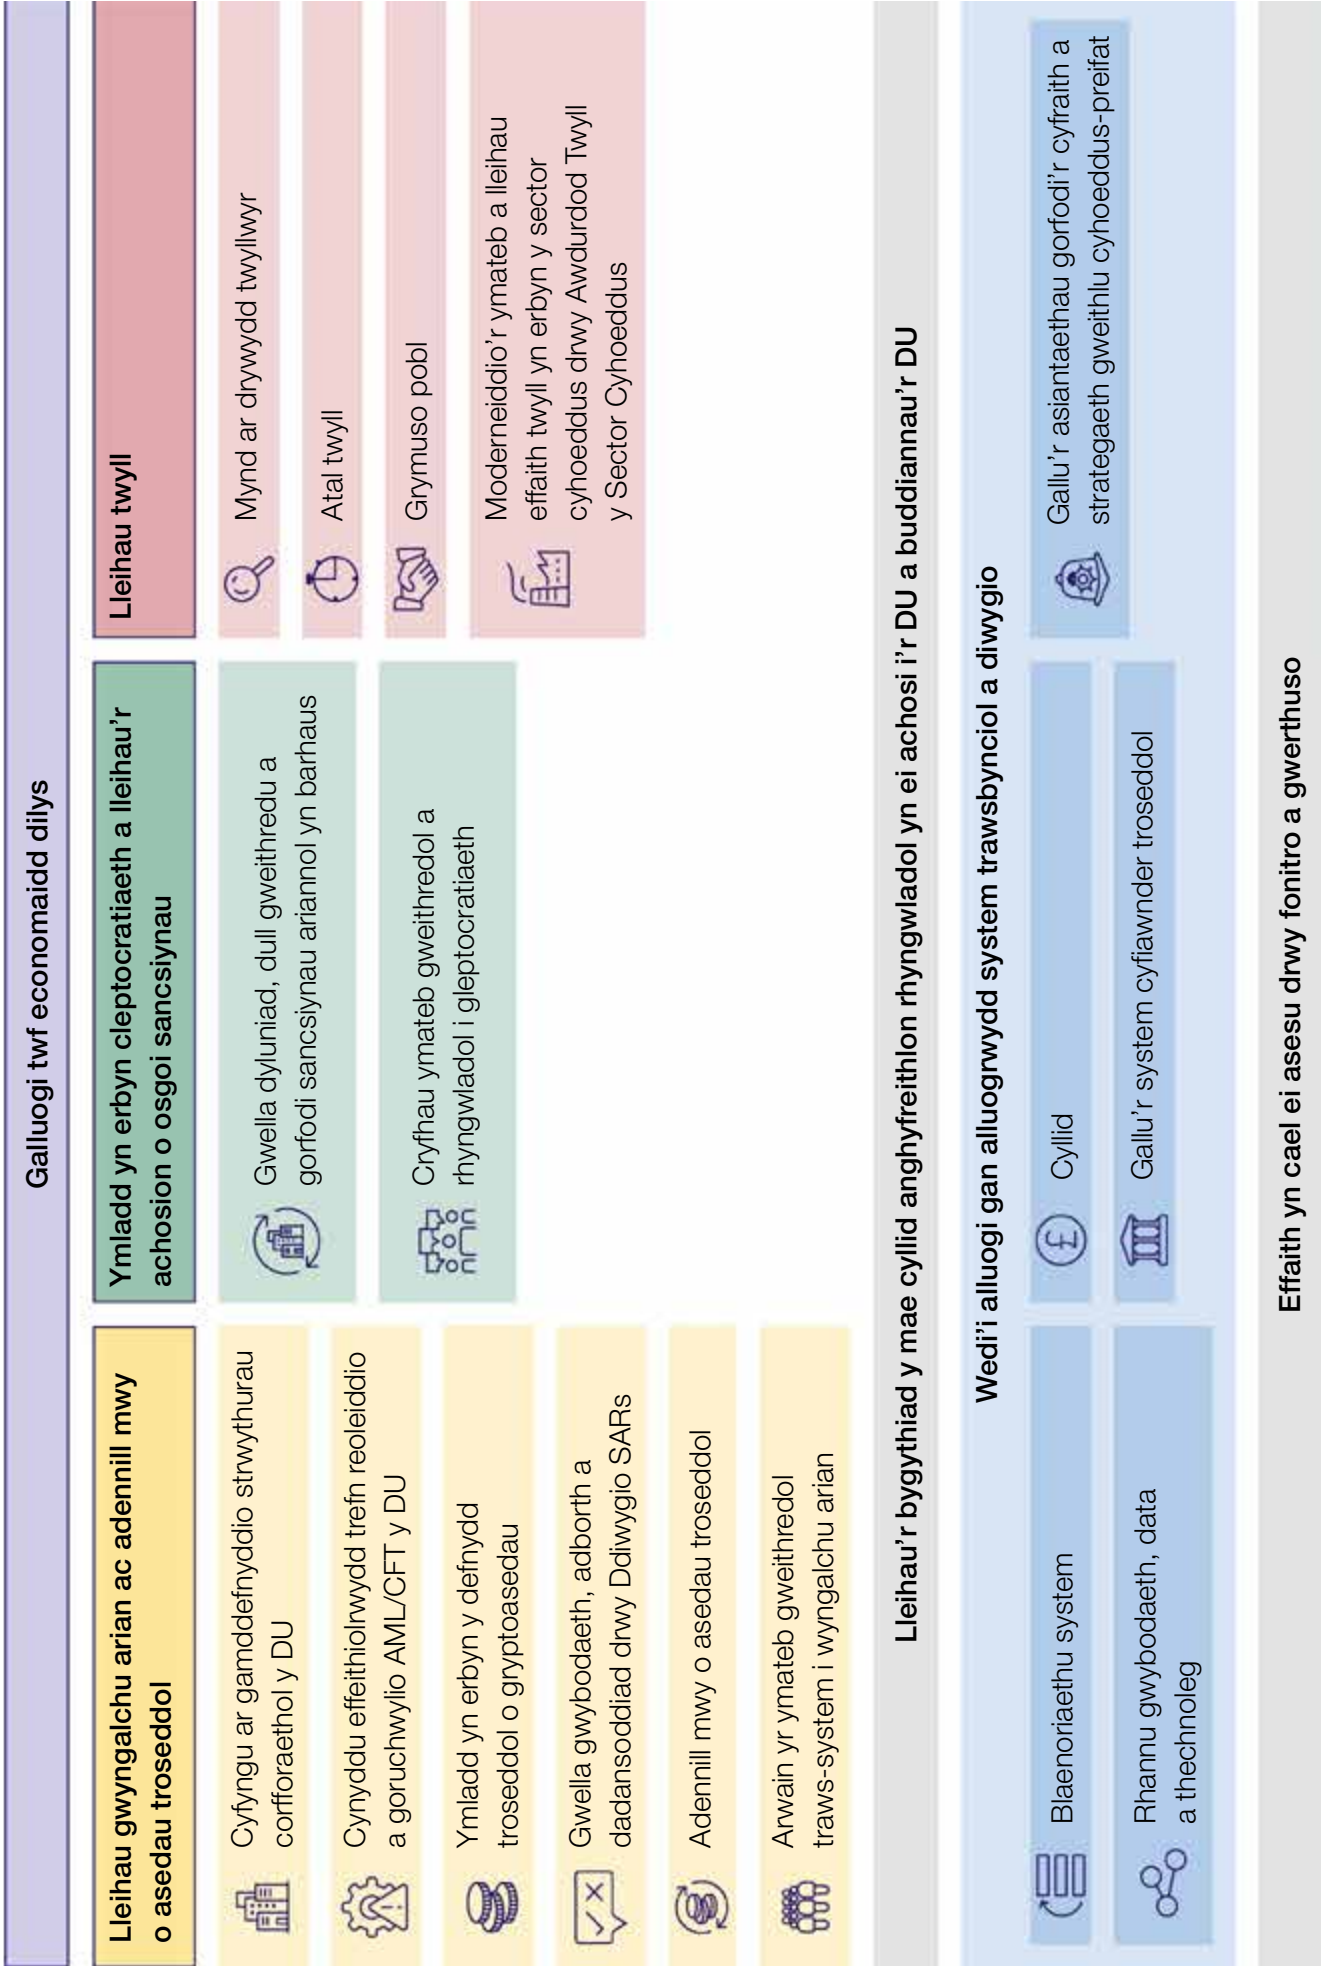 Galluogi twf economaidd dilys
Lleihau gwyngalchu arian ac adennill mwy
o asedau troseddol
Cyfyngu ar gamddefnyddio strwythurau
corfforaethol y DU
Cynyddu effeithiolrwydd trefn reoleiddio
a goruchwylio AML/CFT y DU
Ymladd yn erbyn y defnydd
troseddol o gryptoasedau
Gwella gwybodaeth, adborth a
dadansoddiad drwy Ddiwygio SARs
Adennill mwy o asedau troseddol
Arwain yr ymateb gweithredol
traws-system i wyngalchu arian
Ymladd yn erbyn cleptocratiaeth a lleihau'r
achosion o osgoi sancsiynau
Gwella dyluniad, dull gweithredu a
gorfodi sancsiynau ariannol yn barhaus
Cryfhau ymateb gweithredol a
rhyngwladol i gleptocratiaeth
Lleihau twyll
Mynd ar drywydd twyllwyr
Atal twyll
Grymuso pobl
Moderneiddio'r ymateb a lleihau
effaith twyll yn erbyn y sector
cyhoeddus drwy Awdurdod Twyll
y Sector Cyhoeddus
Lleihau'r bygythiad y mae cyllid anghyfreithlon rhyngwladol yn ei achosi i'r DU a buddiannau'r DU
Wedi'i alluogi gan alluogrwydd system trawsbynciol a diwygio
Blaenoriaethu system
Rhannu gwybodaeth, data
a thechnoleg
£
Cyllid
Gallu'r system cyfiawnder troseddol
Gallu'r asiantaethau gorfodi'r cyfraith a
strategaeth gweithlu cyhoeddus-preifat
Effaith yn cael ei asesu drwy fonitro a gwerthuso